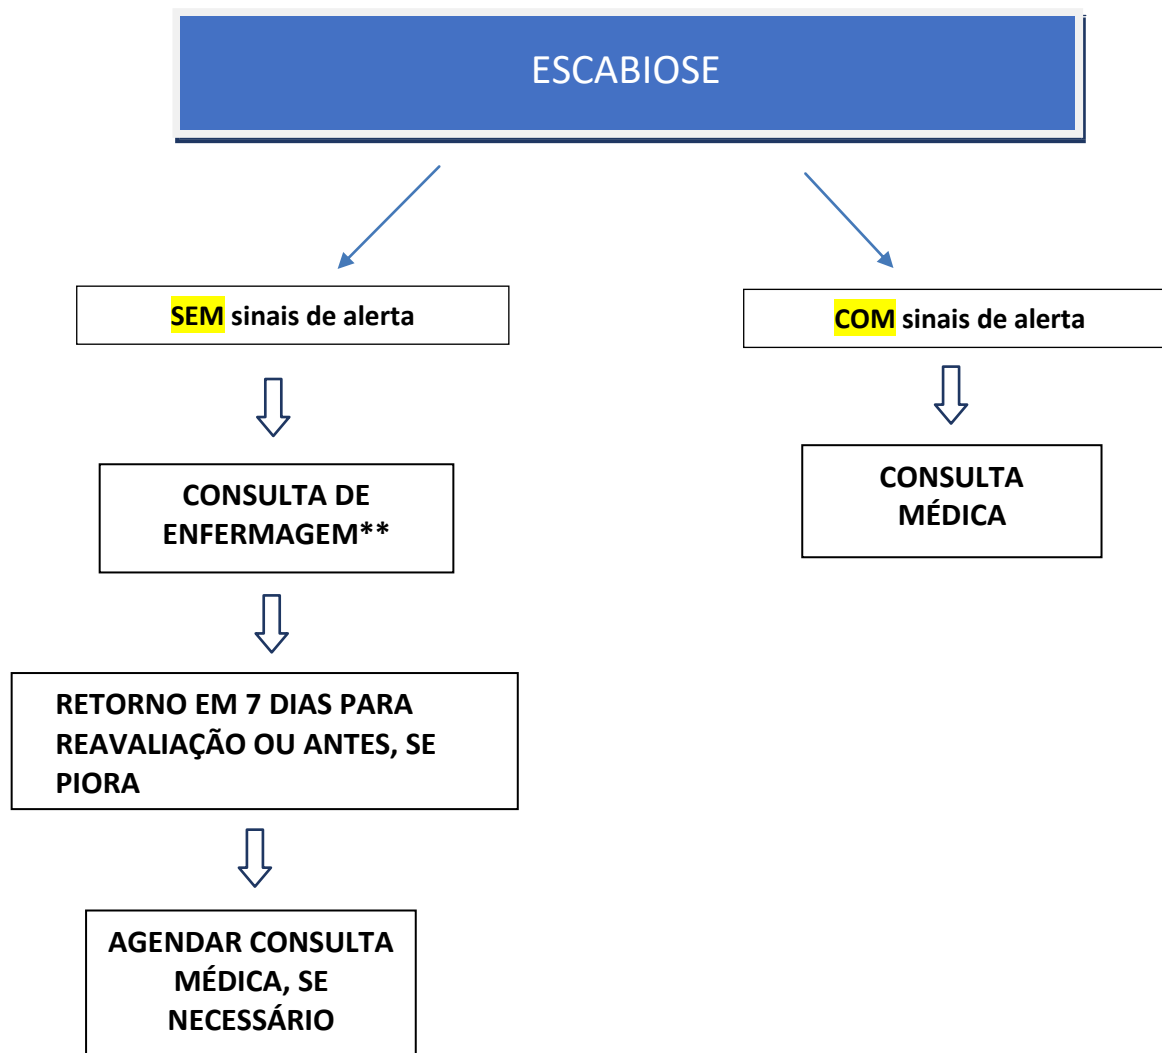 ESCABIOSE
SEM sinais de alerta
COM sinais de alerta
CONSULTA DE
ENFERMAGEM**
CONSULTA
MÉDICA
RETORNO EM 7 DIAS PARA
REAVALIAÇÃO OU ANTES, SE
PIORA
AGENDAR CONSULTA
MÉDICA, SE
NECESSÁRIO